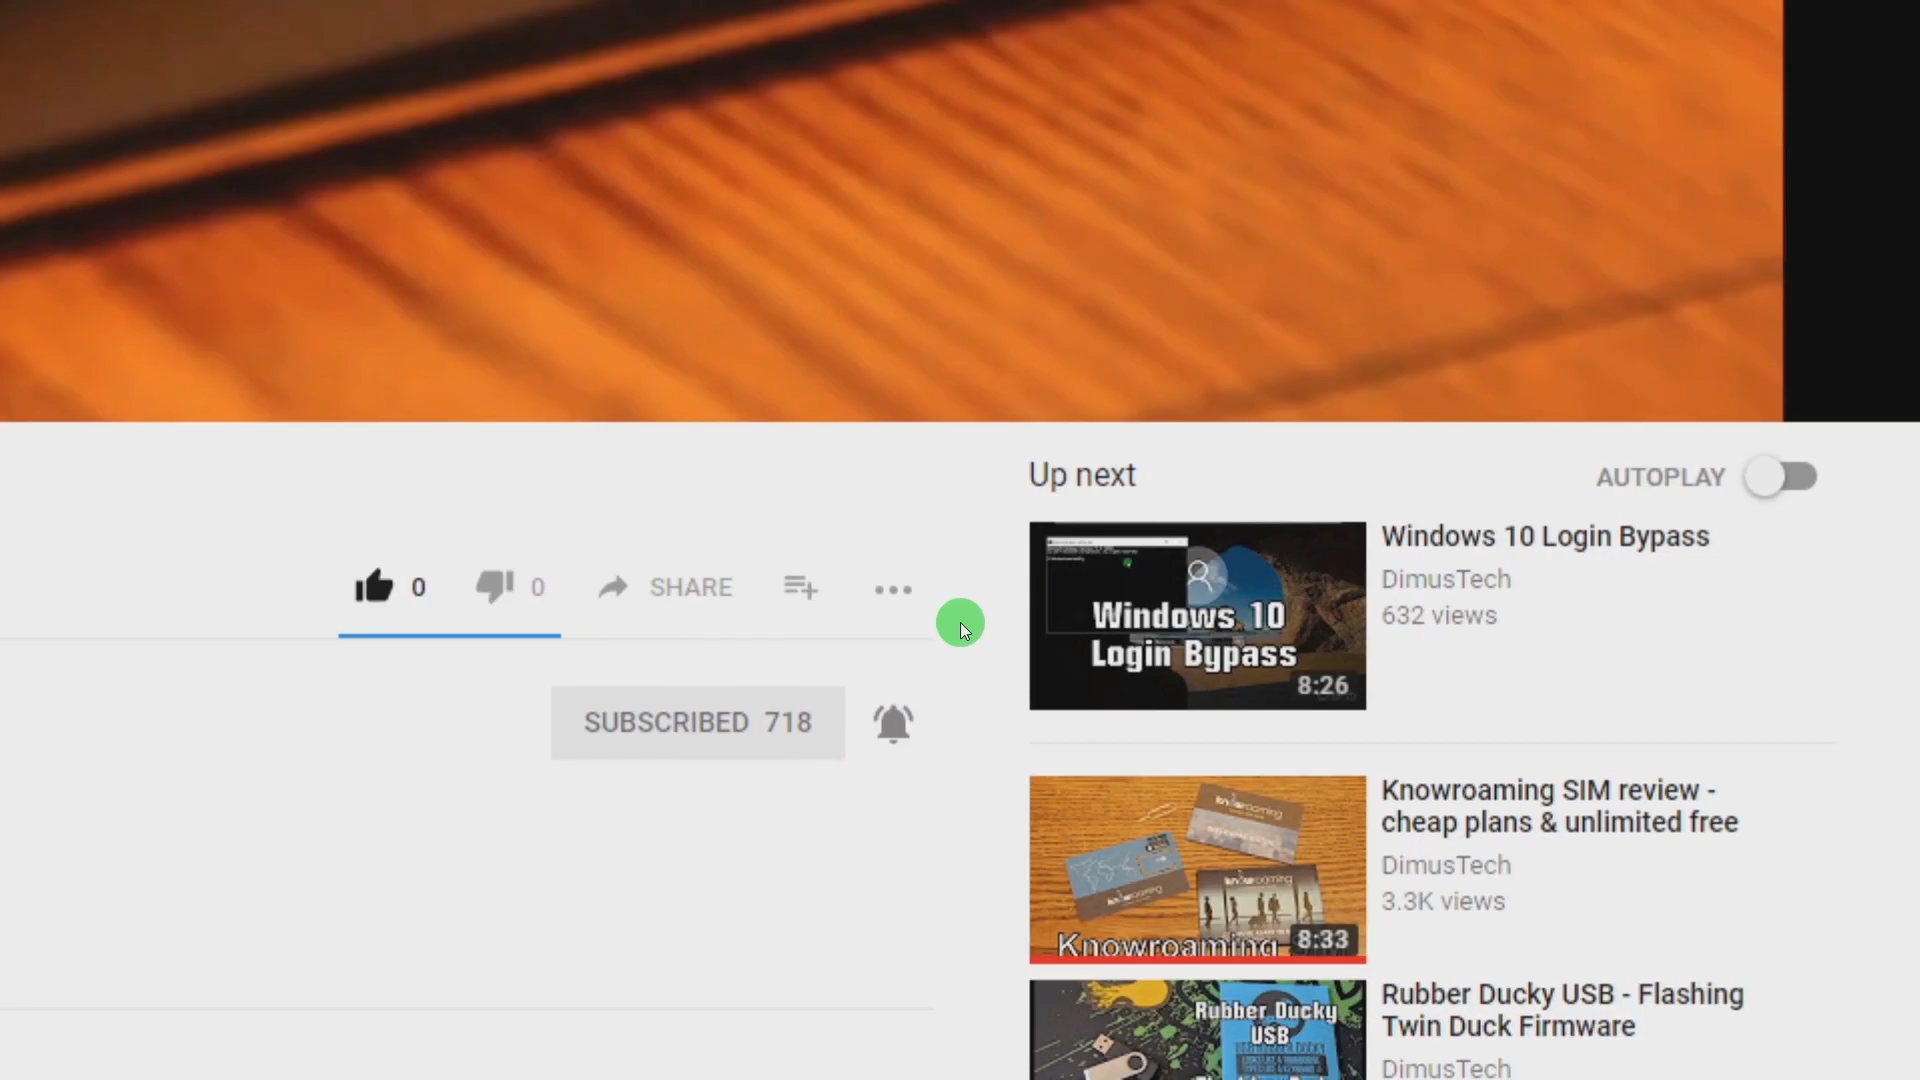 Up next
AUTOPLAY
Windows 10
Login Bypass
8:26
Windows 10 Login Bypass
DimusTech
632 views
0
0
SHARE
SUBSCRIBED 718
knowroaming
knowroaming
Knowroaming
8:33
Knowroaming SIM review -
cheap plans & unlimited free
DimusTech
3.3K views
Rubber Ducky
USB
Rubber Ducky USB - Flashing
Twin Duck Firmware
DimusTech